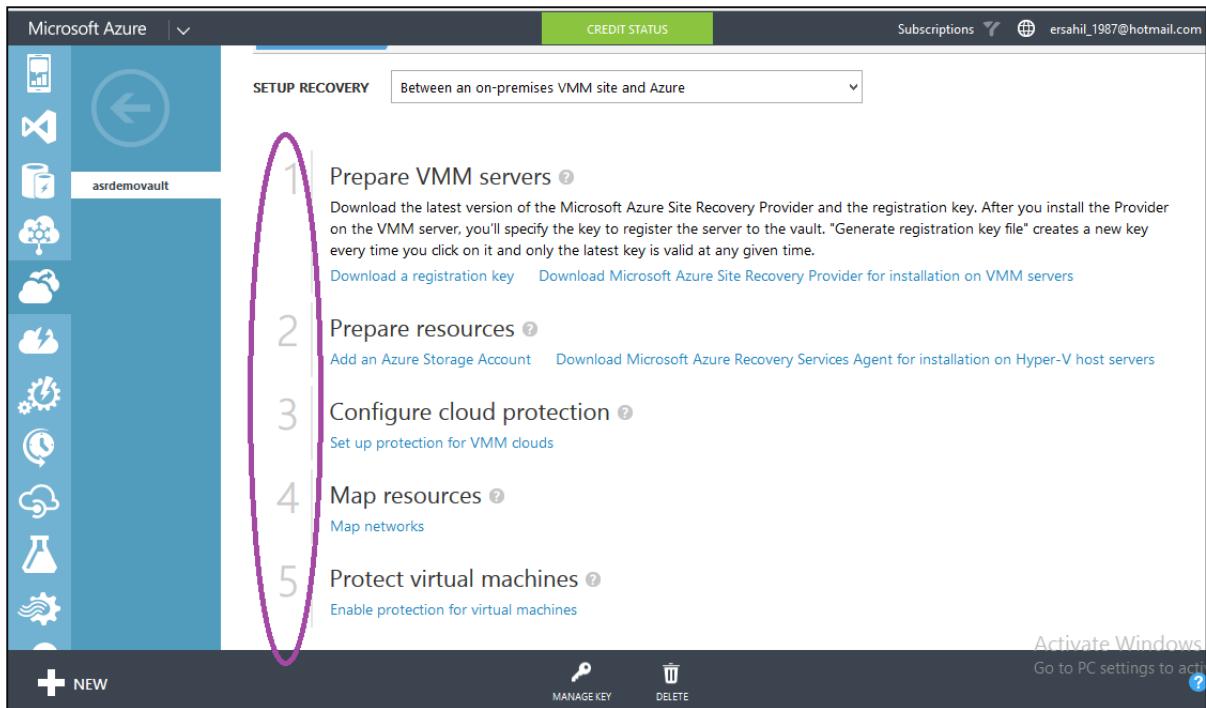 Microsoft Azure
CREDIT STATUS
Subscriptions
ersahil_1987@hotmail.com
SETUP RECOVERY
Between an on-premises VMM site and Azure
asrdemovault
1
Prepare VMM servers ?
Download the latest version of the Microsoft Azure Site Recovery Provider and the registration key. After you install the Provider
on the VMM server, you'll specify the key to register the server to the vault. "Generate registration key file" creates a new key
every time you click on it and only the latest key is valid at any given time.
Download a registration key Download Microsoft Azure Site Recovery Provider for installation on VMM servers
2
Prepare resources ?
Add an Azure Storage Account Download Microsoft Azure Recovery Services Agent for installation on Hyper-V host servers
3
Configure cloud protection ?
Set up protection for VMM clouds
4
Map resources ?
Map networks
5
Protect virtual machines ?
Enable protection for virtual machines
Activate Windows
Go to PC settings to acti
NEW
MANAGE KEY
DELETE
?